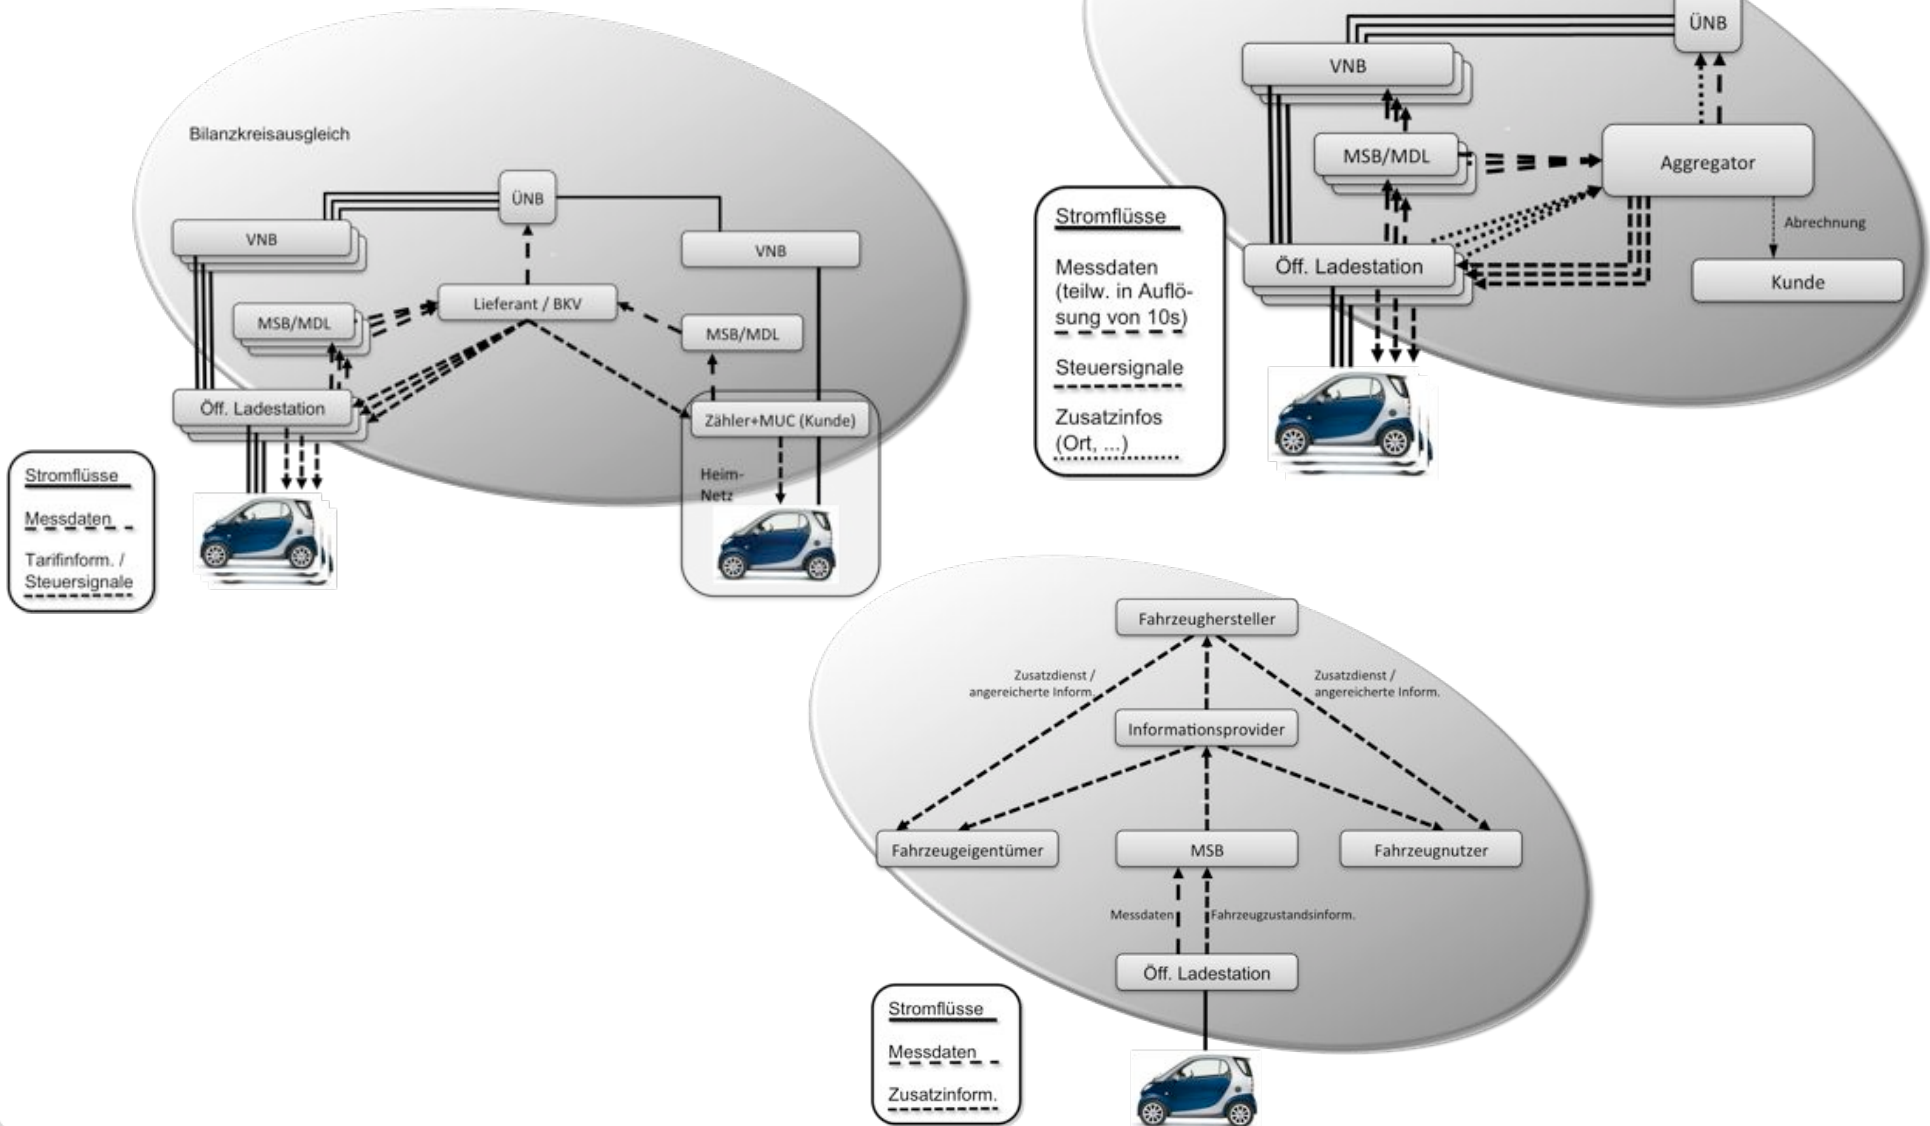 Bilanzkreisausgleich
ÜNB
VNB
VNB
Lieferant / BKV
MSB/MDL
MSB/MDL
Öff. Ladestation
Zähler+MUC (Kunde)
Heim-
Netz
Stromflüsse
Messdaten
Tarifinform. /
Steuersignale
ÜNB
VNB
MSB/MDL
Aggregator
Abrechnung
Öff. Ladestation
Kunde
Stromflüsse
Messdaten
(teilw. in Auflö-
sung von 10s)
Steuersignale
Zusatzinfos
(Ort, ...)
Fahrzeughersteller
Zusatzdienst /
angereicherte Inform.
Zusatzdienst /
angereicherte Inform.
Informationsprovider
Fahrzeugeigentümer
MSB
Fahrzeugnutzer
Messdaten
Fahrzeugzustandsinform.
Öff. Ladestation
Stromflüsse
Messdaten
Zusatzinform.